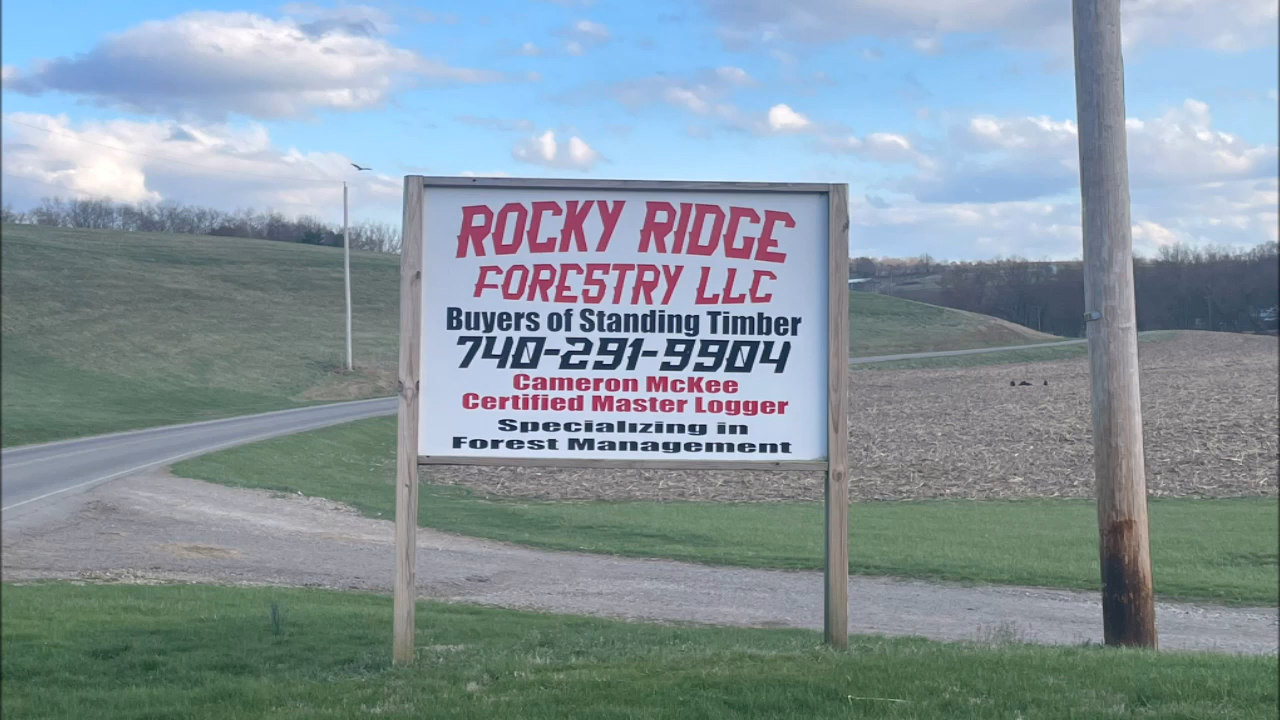 ROCKY RIDGE
FORESTRY LLC
Buyers of Standing Timber
740-291-9904
Cameron McKee
Certified Master Logger
Specializing in
Forest Management